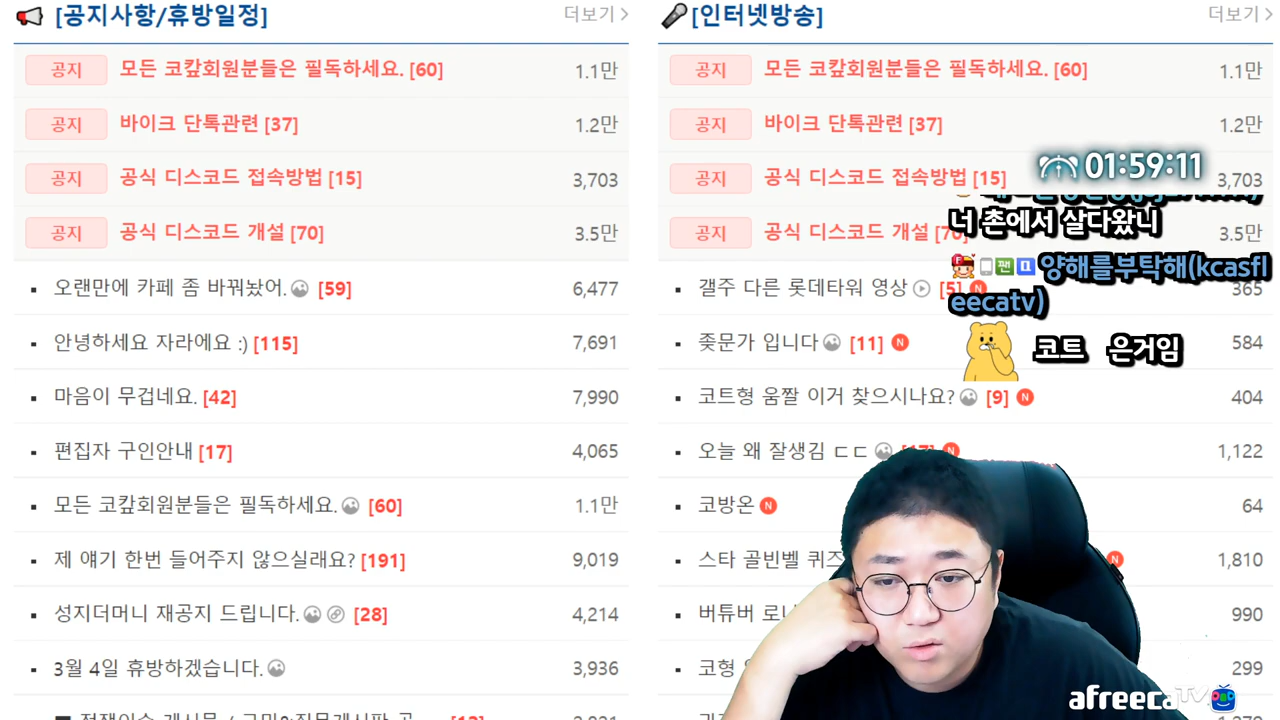 [공지사항/휴방일정]
더보기
공지 모든 코캎회원분들은 필독하세요. [60] 1.1만
공지 바이크 단톡관련 [37] 1.2만
공지 공식 디스코드 접속방법 [15] 3,703
공지 공식 디스코드 개설 [70] 3.5만
오랜만에 카페 좀 바꿔놨어. [59] 6,477
안녕하세요 자라에요 :) [115] 7,691
마음이 무겁네요. [42] 7,990
편집자 구인안내 [17] 4,065
모든 코캎회원분들은 필독하세요. [60] 1.1만
제 얘기 한번 들어주지 않으실래요? [191] 9,019
성지더머니 재공지 드립니다. [28] 4,214
3월 4일 휴방하겠습니다. 3,936
[인터넷방송]
더보기
공지 모든 코캎회원분들은 필독하세요. [60] 1.1만
공지 바이크 단톡관련 [37] 1.2만
공지 공식 디스코드 접속방법 [15] 3,703
공지 공식 디스코드 개설 [70] 3.5만
갤주 다른 롯데타워 영상 [5] N 365
좆문가 입니다 [11] N 584
코트형 움짤 이거 찾으시나요? [9] N 404
오늘 왜 잘생김 ㄷㄷ [17] N 1,122
코방온 N 64
스타 골빈벨 퀴즈 N 1,810
버튜버 로니 990
코형 299
01:59:11
너 촌에서 살다왔니
팬 양해를부탁해(kcasfl
eecatv)
코트 은거임
afreecaTV